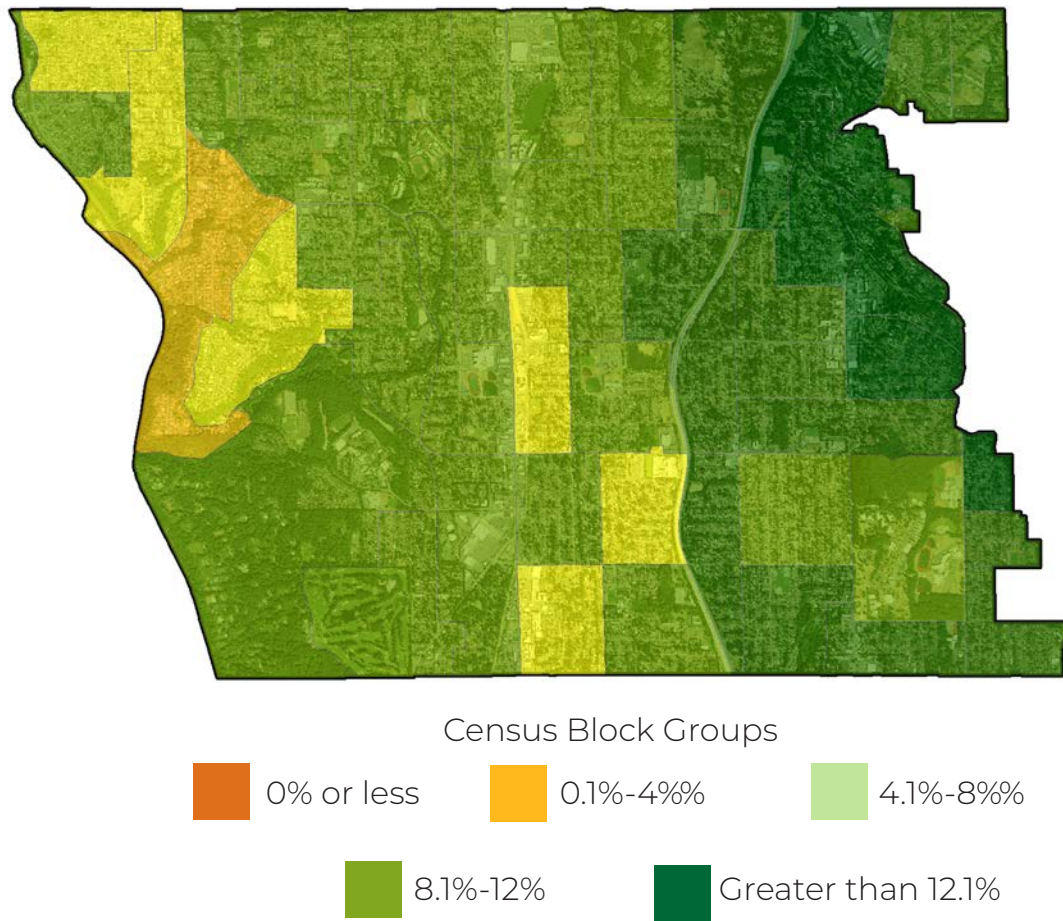 Census Block Groups
0% or less
0.1%-4%%
4.1%-8%%
8.1%-12%
Greater than 12.1%